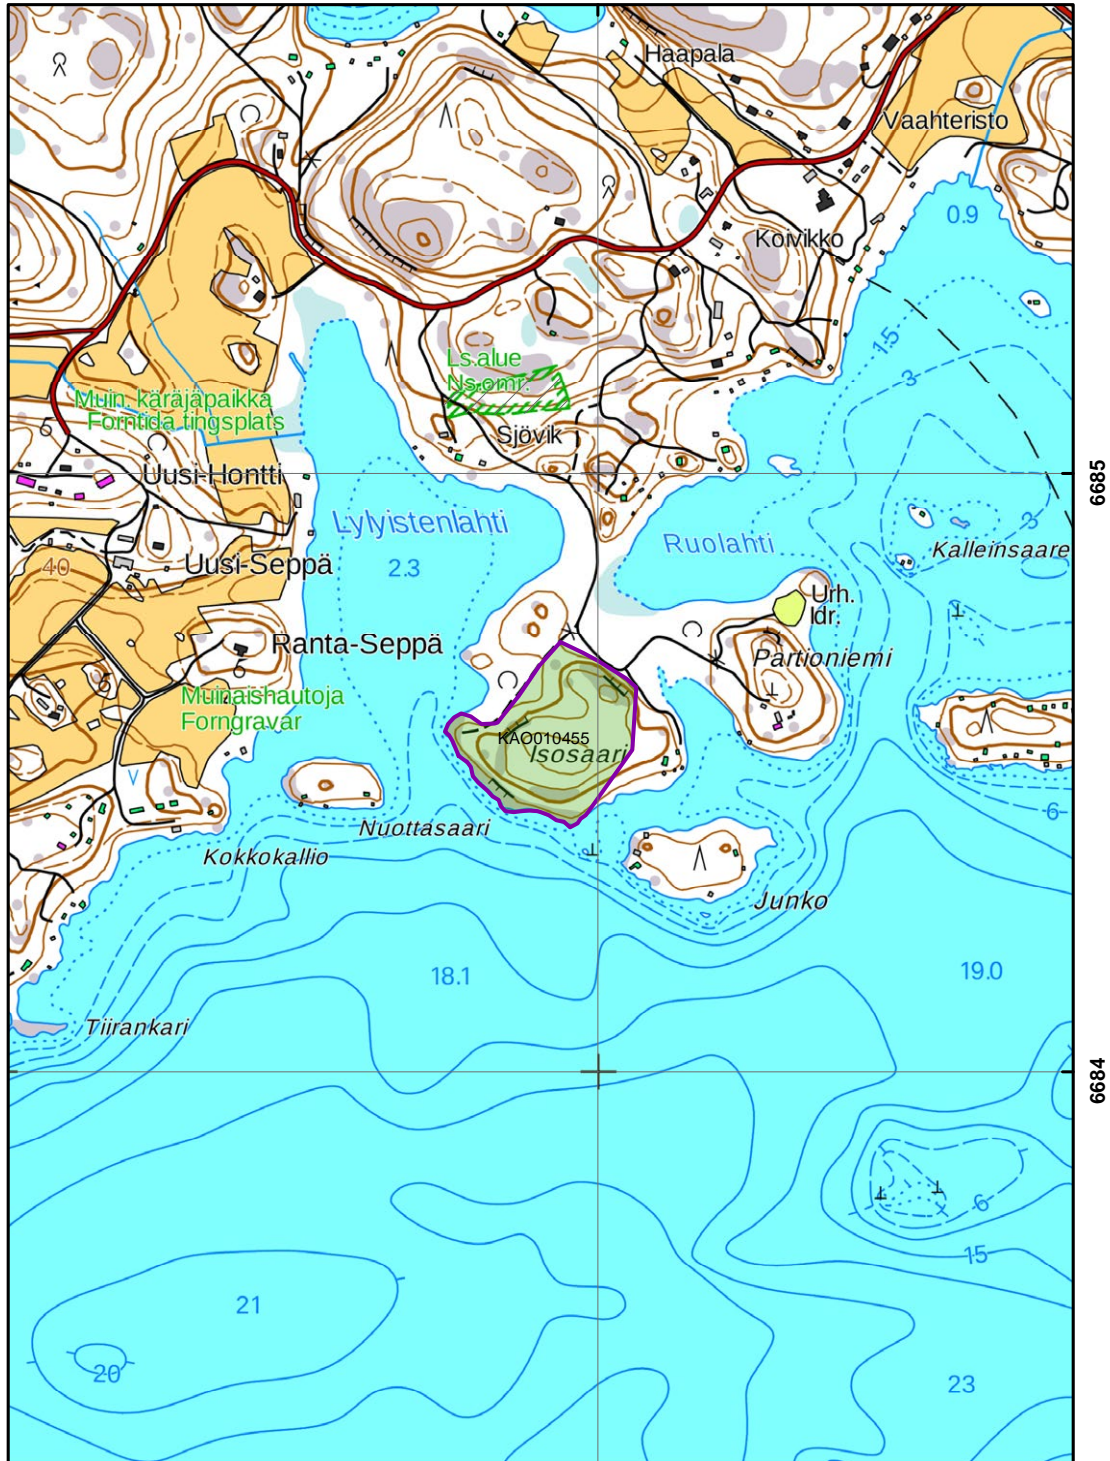 Haapala
Vaahteristo
0.9
Koivikko
1.5
3
Ls.alue
Ns.omr.
Muin. käräjäpaikka
Forntida tingsplats
Sjövik
6685
Uusi-Hontti
Lylyistenlahti
Ruolahti
3
Kalleinsaare
40
Uusi-Seppä
2.3
Urh.
ldr.
Ranta-Seppä
Partioniemi
Muinaishautoja
Forngravar
KAO010455
Isosaari
6
Nuottasaari
Kokkokallio
Junko
18.1
19.0
Tiirankari
6684
6
15
21
20
23